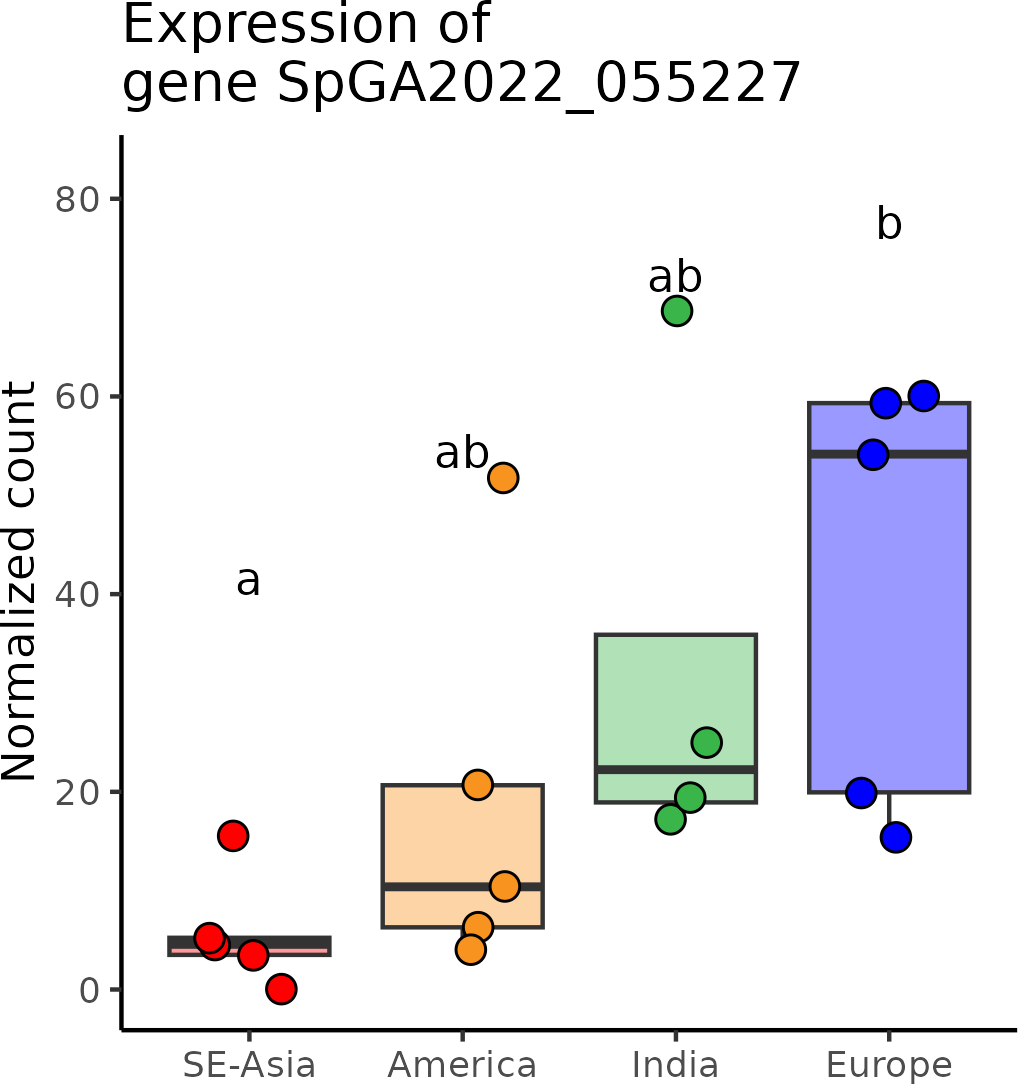 Expression of
gene SpGA2022_055227
Normalized count
80
60
40
20
0
a
ab
ab
b
SE-Asia America India Europe